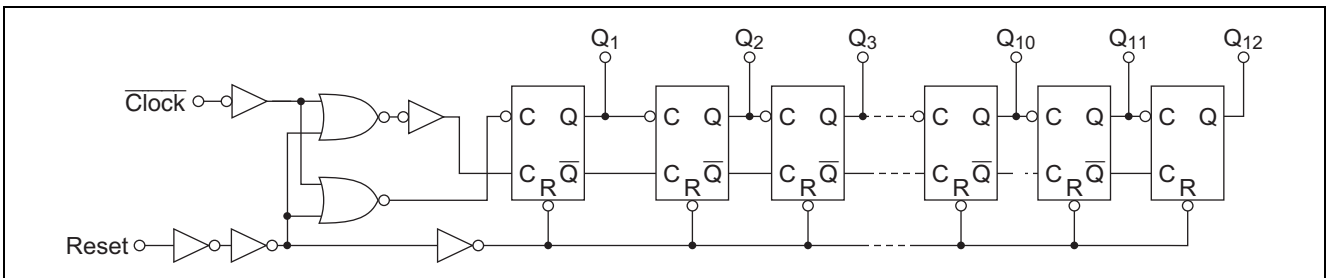 Q1 Q2 Q3 Q10 Q11 Q12
Clock
C Q C Q C Q C Q C Q C Q
C Q C Q C Q C Q C Q C
R R R R R R
Reset